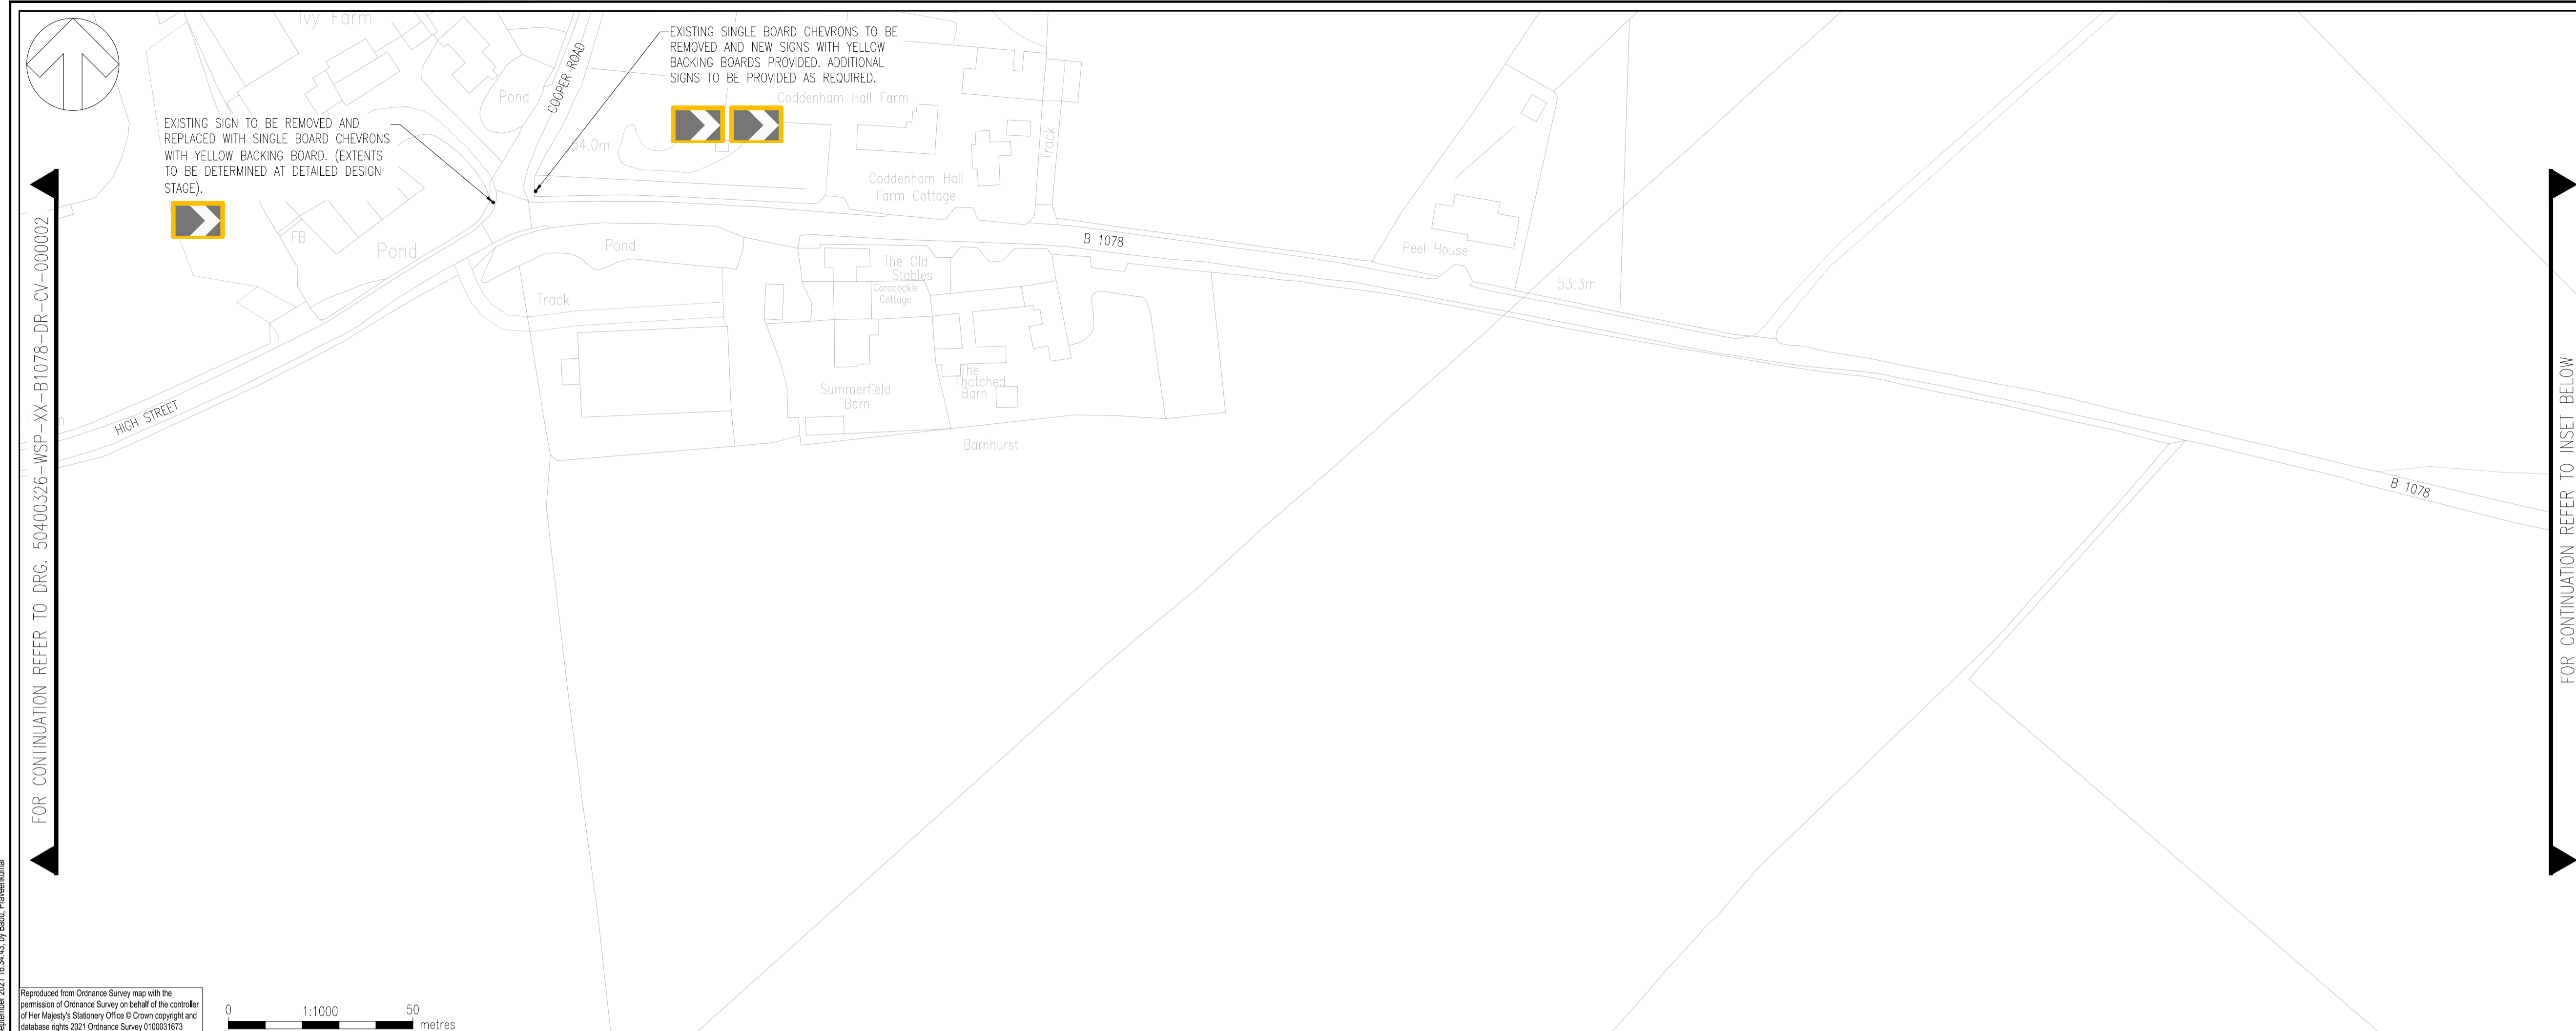 Ivy Farm
EXISTING SINGLE BOARD CHEVRONS TO BE
REMOVED AND NEW SIGNS WITH YELLOW
BACKING BOARDS PROVIDED. ADDITIONAL
SIGNS TO BE PROVIDED AS REQUIRED.
COOPER ROAD
Pond
Coddenham Hall Farm
EXISTING SIGN TO BE REMOVED AND
REPLACED WITH SINGLE BOARD CHEVRONS
WITH YELLOW BACKING BOARD. (EXTENTS
TO BE DETERMINED AT DETAILED DESIGN
STAGE).
54.0m
Track
Coddenham Hall
Farm Cottage
FB
Pond
Pond
B 1078
Peel House
The Old
Stables
Coracockle
Cottage
Track
53.3m
Summerfield
Barn
The
Thatched
Barn
Barnhurst
HIGH STREET
B 1078
FOR CONTINUATION REFER TO DRG. 50400326-WSP-XX-B1078-DR-CV-000002
FOR CONTINUATION REFER TO INSET BELOW
2021 16:34:43, by Babu, Praveenkumar
Reproduced from Ordnance Survey map with the
permission of Ordnance Survey on behalf of the controller
of Her Majesty's Stationery Office © Crown copyright and
database rights 2021 Ordnance Survey 0100031673
0 1:1000 50
metres